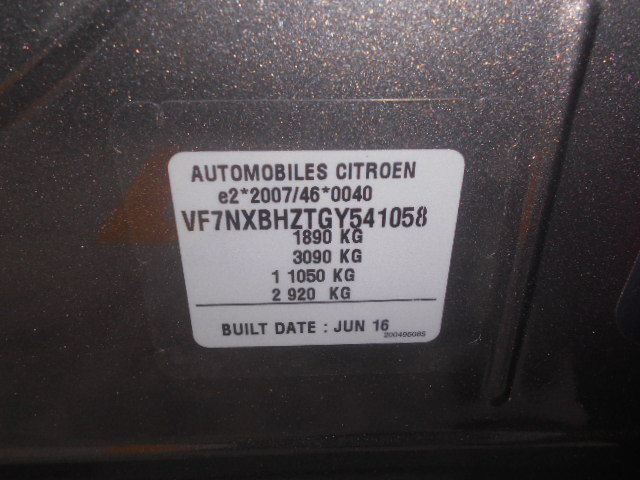 AUTOMOBILES CITROEN
e2*2007/46*0040
VF7NXBHZTGY541058
1890 KG
3090 KG
1 1050 KG
2 920 KG
BUILT DATE : JUN 16